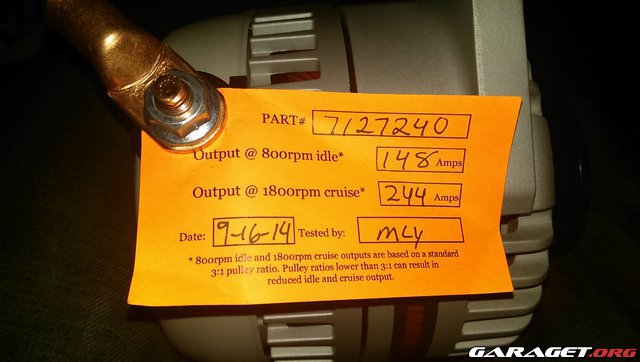 PART# 7127240
Output @ 800rpm idle* 148 Amps
Output @ 1800rpm cruise* 244 Amps
Date: 9-16-14 Tested by: MLY
* 800rpm idle and 1800rpm cruise outputs are based on a standard
3:1 pulley ratio. Pulley ratios lower than 3:1 can result in
reduced idle and cruise output.
GARAGET.ORG